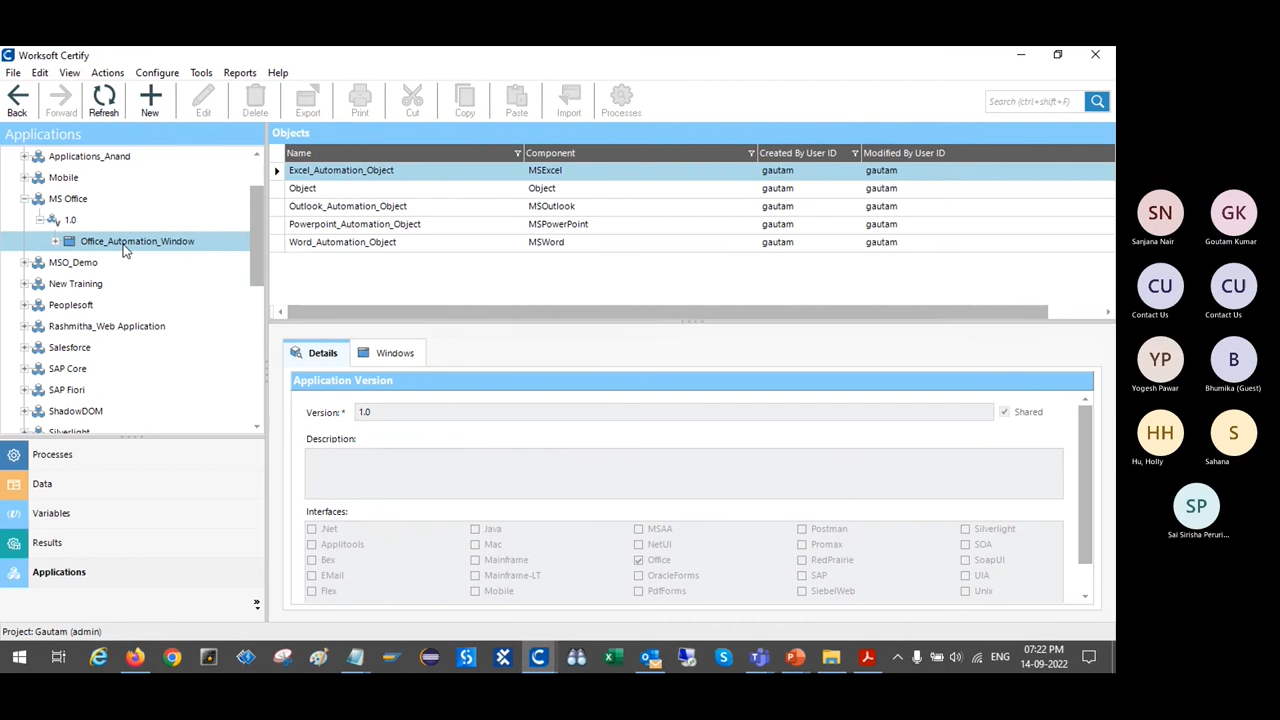 Worksoft Certify
File Edit View Actions Configure Tools Reports Help
Back Forward Refresh New Edit Delete Export Print Cut Copy Paste Import Processes Search (ctrl+shift+F)
Applications
Applications_Anand
Mobile
MS Office
1.0
Office_Automation_Window
MSO_Demo
New Training
Peoplesoft
Rashmitha_Web Application
Salesforce
SAP Core
SAP Fiori
ShadowDOM
Silverlight
Processes
Data
Variables
Results
Applications
Project: Gautam (admin)
Objects
Name Component Created By User ID Modified By User ID
Excel_Automation_Object MSExcel gautam gautam
Object Object gautam gautam
Outlook_Automation_Object MSOutlook gautam gautam
Powerpoint_Automation_Object MSPowerPoint gautam gautam
Word_Automation_Object MSWord gautam gautam
Details Windows
Application Version
Version:* 1.0 Shared
Description:
Interfaces:
.Net Java MSAA Postman Silverlight
Applitools Mac NetUI Promax SOA
Bex Mainframe Office RedPrairie SoapUI
EMail Mainframe-LT OracleForms SAP UIA
Flex Mobile PdfForms SiebelWeb Unix
ENG
07:22 PM
14-09-2022
SN GK
Sanjana Nair Goutam Kumar
CU CU
Contact Us Contact Us
YP B
Yogesh Pawar Bhumika (Guest)
HH S
Hu, Holly Sahana
SP
Sai Sirisha Peruri...